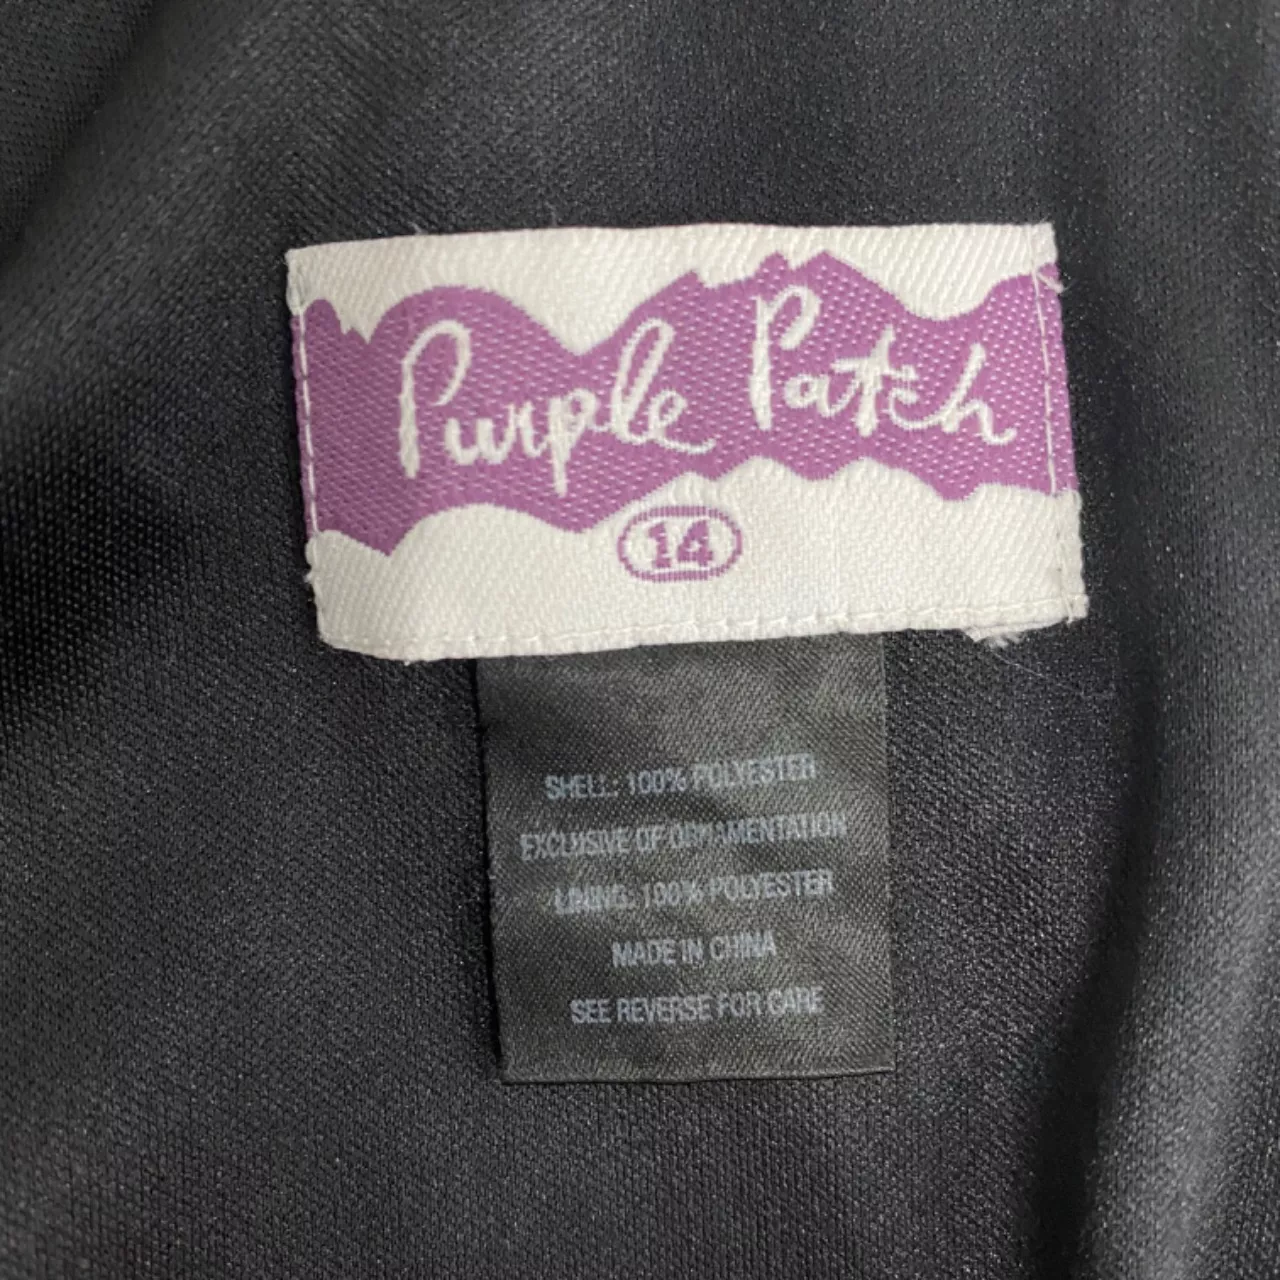 Purple Patch
14
SHELL: 100% POLYESTER
EXCLUSIVE OF ORNAMENTATION
LINING: 100% POLYESTER
MADE IN CHINA
SEE REVERSE FOR CARE